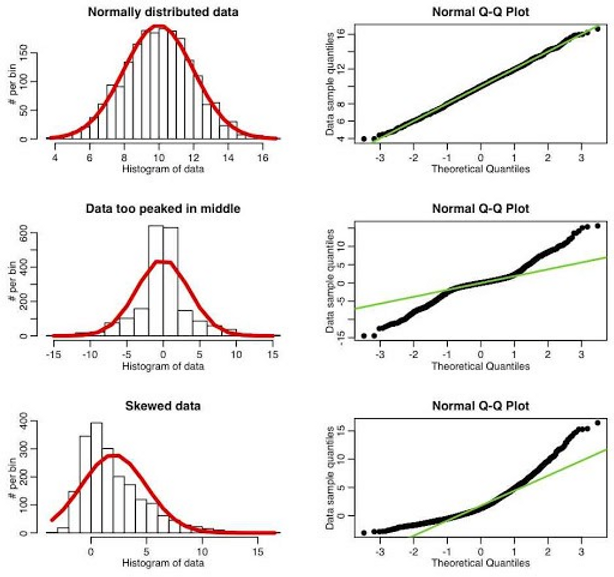 Normally distributed data
# per bin
0 50 100 150
4 6 8 10 12 14 16
Histogram of data
Normal Q-Q Plot
Data sample quantiles
4 6 8 12 16
-3 -2 -1 0 1 2 3
Theoretical Quantiles
Data too peaked in middle
# per bin
0 200 400 600
-15 -10 -5 0 5 10 15
Histogram of data
Normal Q-Q Plot
Data sample quantiles
-15 -5 0 5 10
-3 -2 -1 0 1 2 3
Theoretical Quantiles
Skewed data
# per bin
0 100 200 300 400
0 5 10 15
Histogram of data
Normal Q-Q Plot
Data sample quantiles
0 5 10 15
-3 -2 -1 0 1 2 3
Theoretical Quantiles